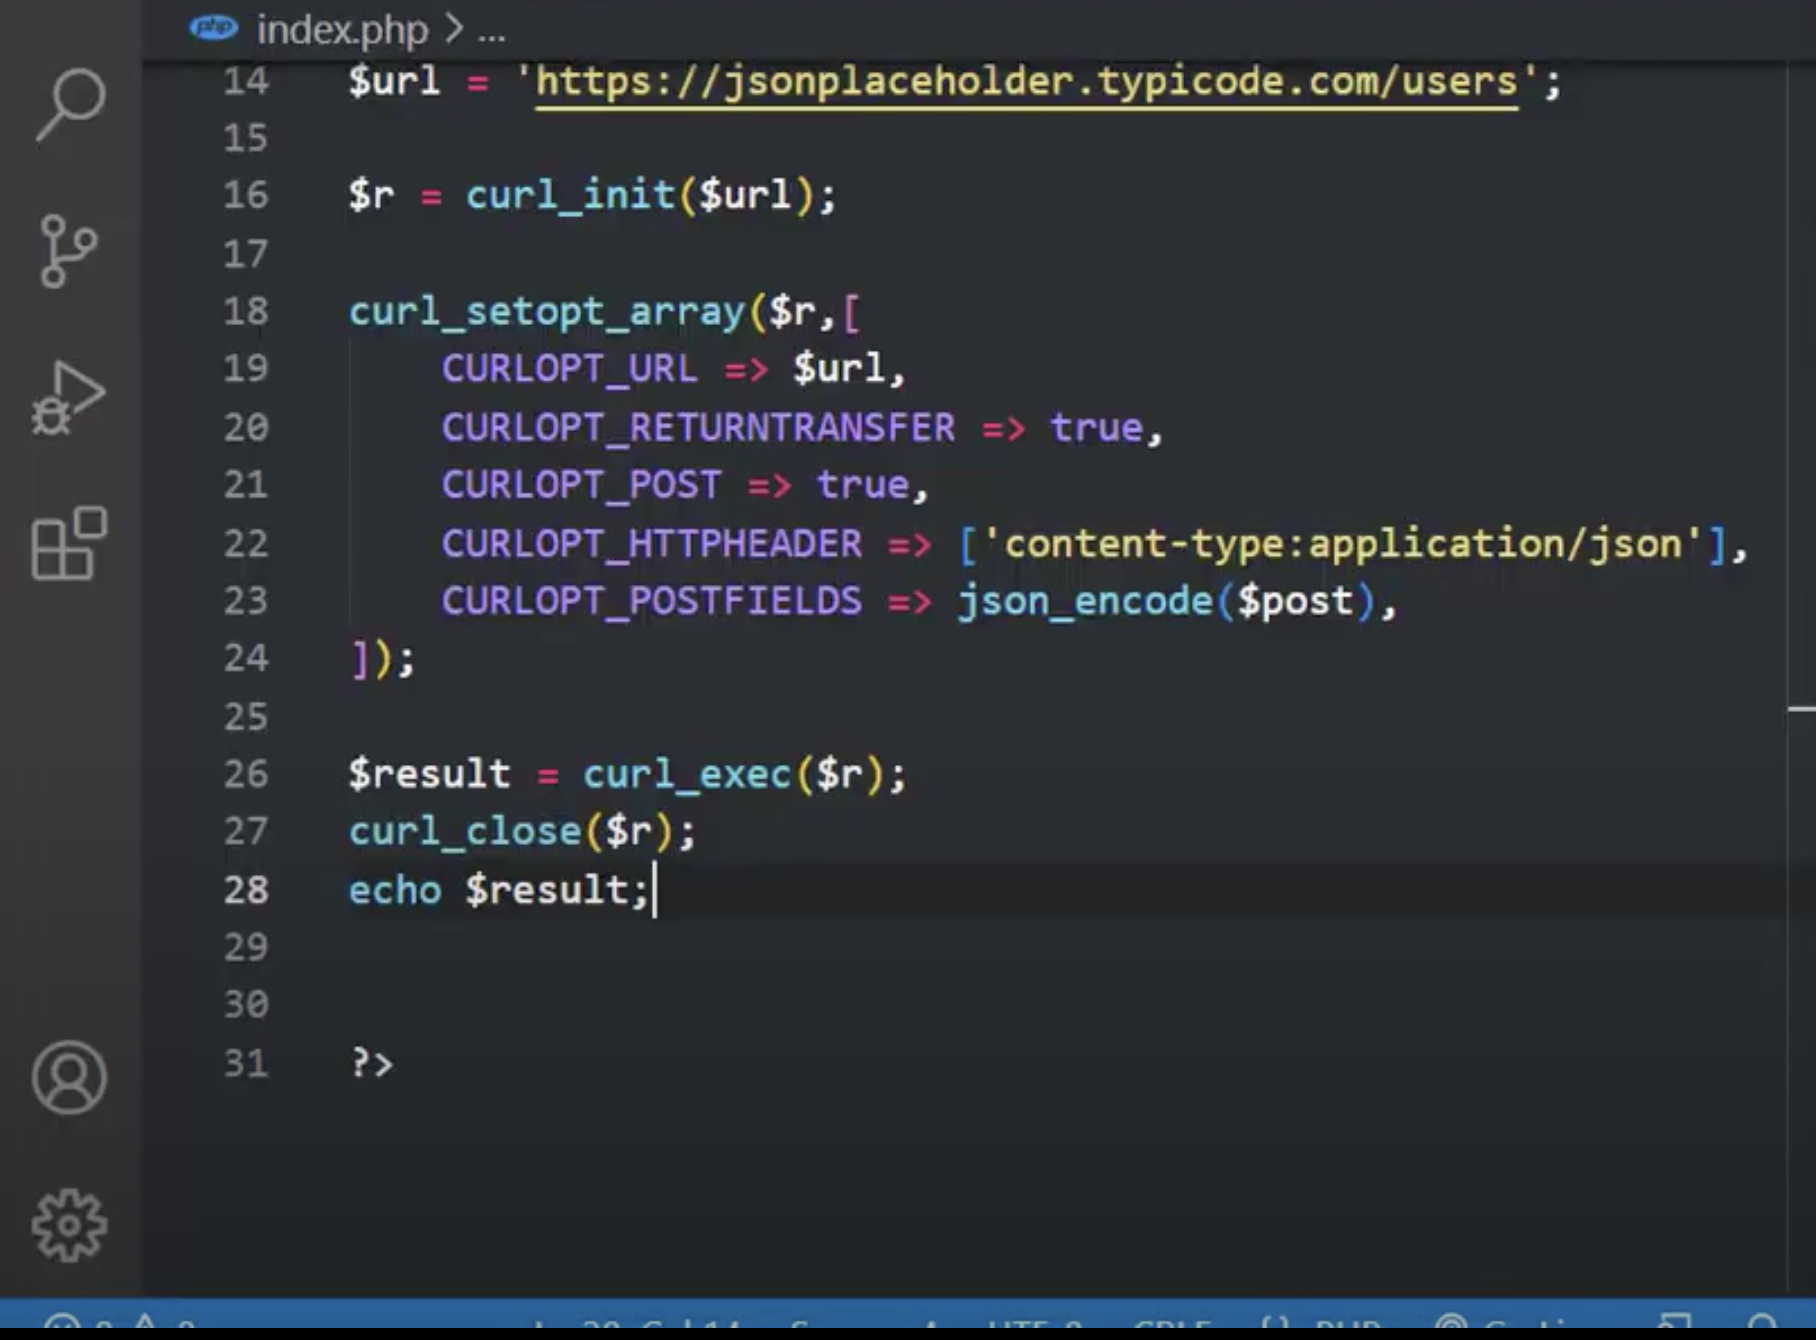 php index.php > ...
14 $url = 'https://jsonplaceholder.typicode.com/users';
15
16 $r = curl_init($url);
17
18 curl_setopt_array($r,[
19 CURLOPT_URL => $url,
20 CURLOPT_RETURNTRANSFER => true,
21 CURLOPT_POST => true,
22 CURLOPT_HTTPHEADER => ['content-type:application/json'],
23 CURLOPT_POSTFIELDS => json_encode($post),
24 ]);
25
26 $result = curl_exec($r);
27 curl_close($r);
28 echo $result;
29
30
31 ?>